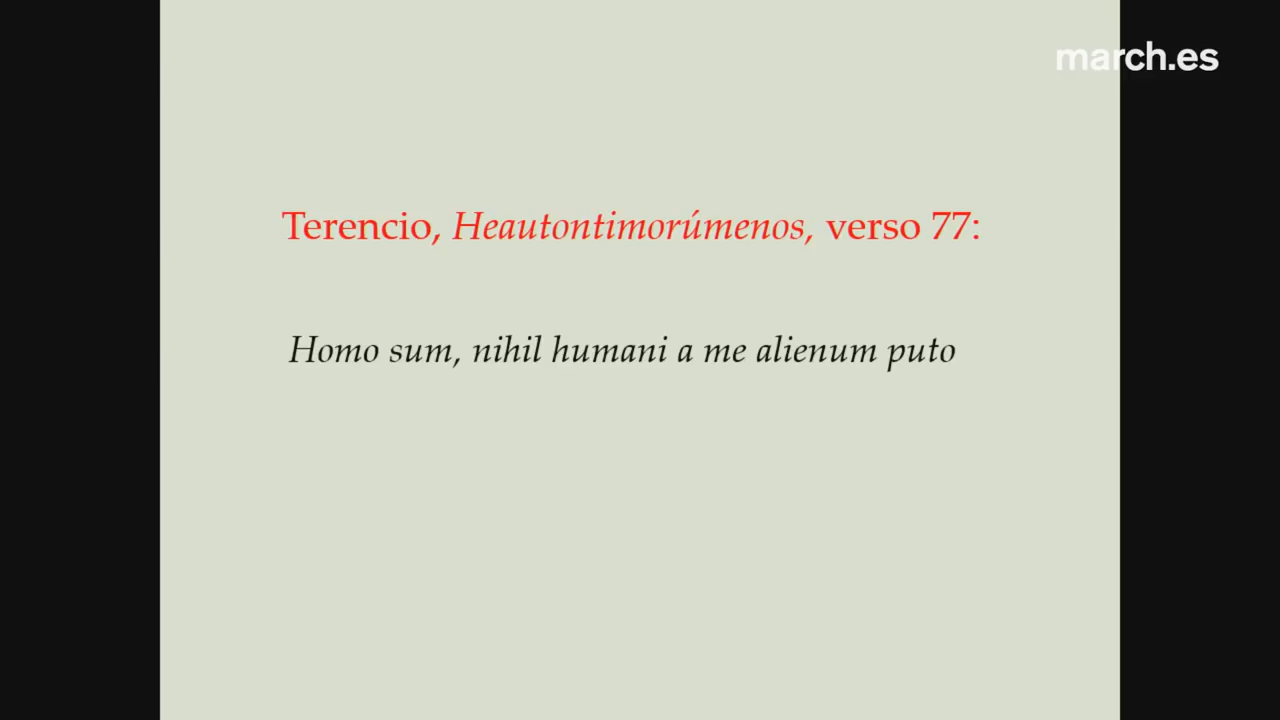 march.es
Terencio, Heautontimorúmenos, verso 77:
Homo sum, nihil humani a me alienum puto